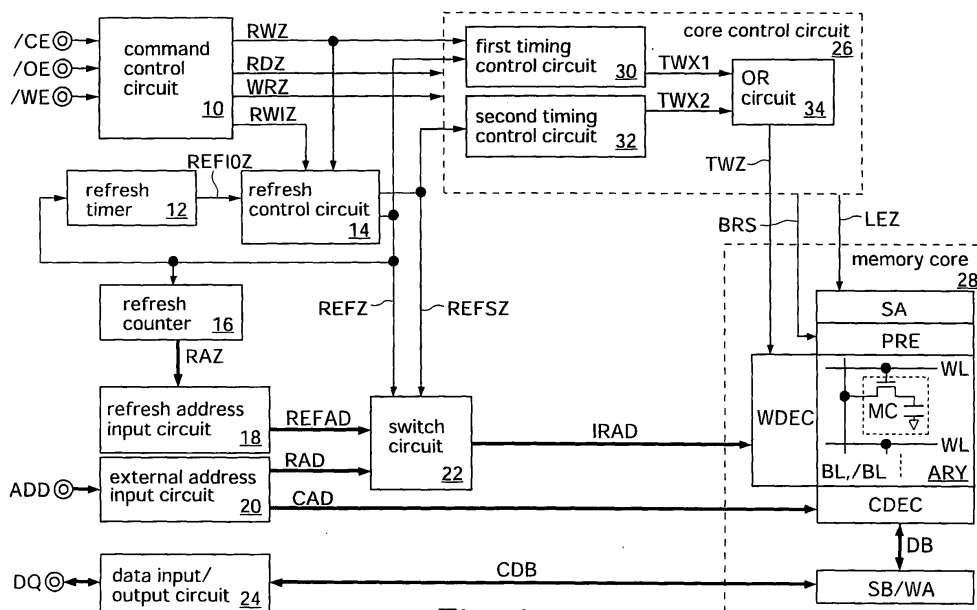 /CE
/OE
/WE
command
control
circuit
10
RWZ
RDZ
WRZ
RWIZ
core control circuit
26
first timing
control circuit
30
TWX1
second timing
control circuit
32
TWX2
OR
circuit
34
TWZ
BRS
LEZ
refresh
timer
12
REFI0Z
refresh
control circuit
14
refresh
counter
16
RAZ
REFZ
REFSZ
refresh address
input circuit
18
REFAD
external address
input circuit
20
ADD
RAD
CAD
switch
circuit
22
IRAD
memory core
28
SA
PRE
WDEC
WL
MC
WL
BL,/BL
ARY
CDEC
DB
DQ
data input/
output circuit
24
CDB
SB/WA